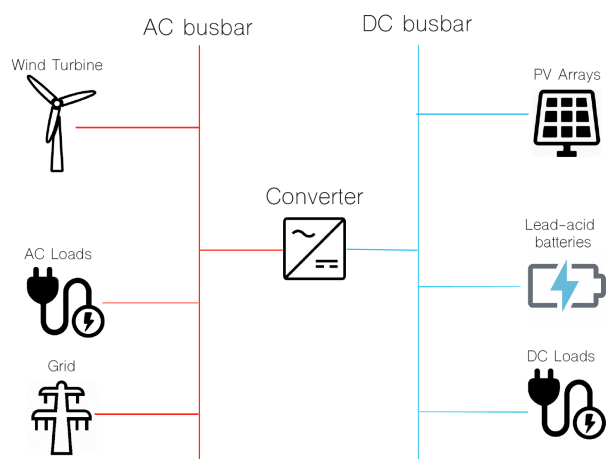 AC busbar
DC busbar
Wind Turbine
PV Arrays
Converter
Lead-acid
batteries
AC Loads
Grid
DC Loads